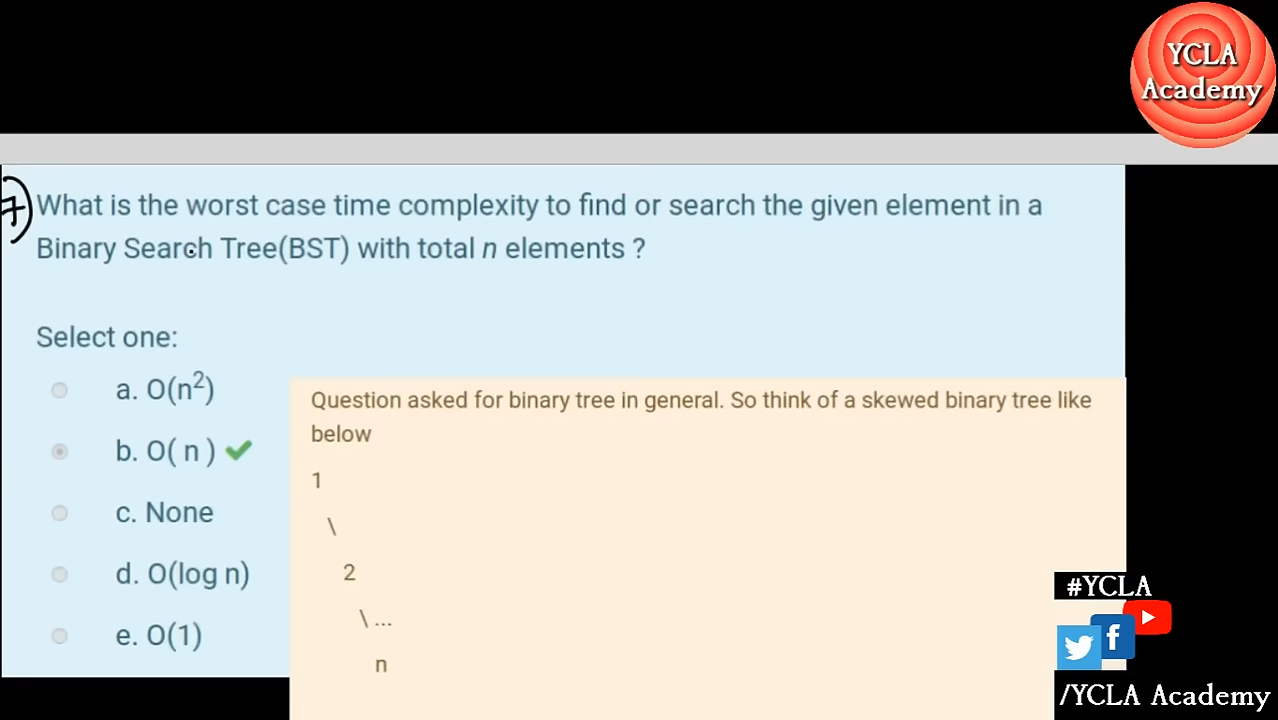 YCLA
Academy
7)
What is the worst case time complexity to find or search the given element in a
Binary Search Tree(BST) with total n elements ?
Select one:
a. O(n²)
b. O( n ) ✔
c. None
d. O(log n)
e. O(1)
Question asked for binary tree in general. So think of a skewed binary tree like
below
1
\
2
\ ...
n
#YCLA
f
/YCLA Academy